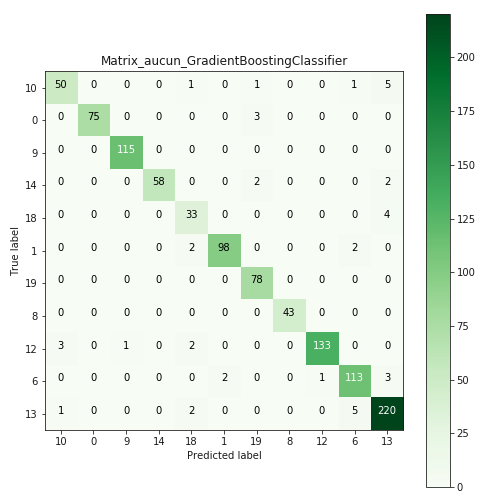 Matrix_aucun_GradientBoostingClassifier
10 50 0 0 0 1 0 1 0 0 1 5
0 0 75 0 0 0 0 3 0 0 0 0
9 0 0 115 0 0 0 0 0 0 0 0
14 0 0 0 58 0 0 2 0 0 0 2
18 0 0 0 0 33 0 0 0 0 0 4
1 0 0 0 0 2 98 0 0 0 2 0
19 0 0 0 0 0 0 78 0 0 0 0
8 0 0 0 0 0 0 0 43 0 0 0
12 3 0 1 0 2 0 0 0 133 0 0
6 0 0 0 0 0 2 0 0 1 113 3
13 1 0 0 0 2 0 0 0 0 5 220
10 0 9 14 18 1 19 8 12 6 13
Predicted label
True label
200
175
150
125
100
75
50
25
0